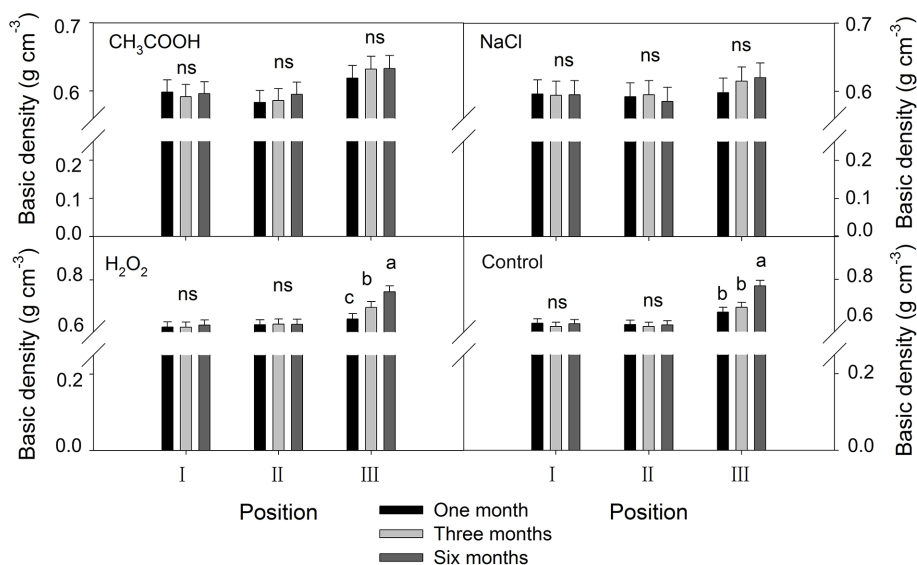 CH3COOH
NaCl
Basic density (g cm-3)
0.7
0.6
0.2
0.1
0.0
ns
ns
ns
ns
ns
ns
0.7
0.6
0.2
0.1
0.0
Basic density (g cm-3)
H2O2
Control
Basic density (g cm-3)
0.8
0.6
0.2
0.0
ns
ns
c
b
a
ns
ns
b
b
a
0.8
0.6
0.2
0.0
Basic density (g cm-3)
I
II
III
I
II
III
Position
Position
One month
Three months
Six months